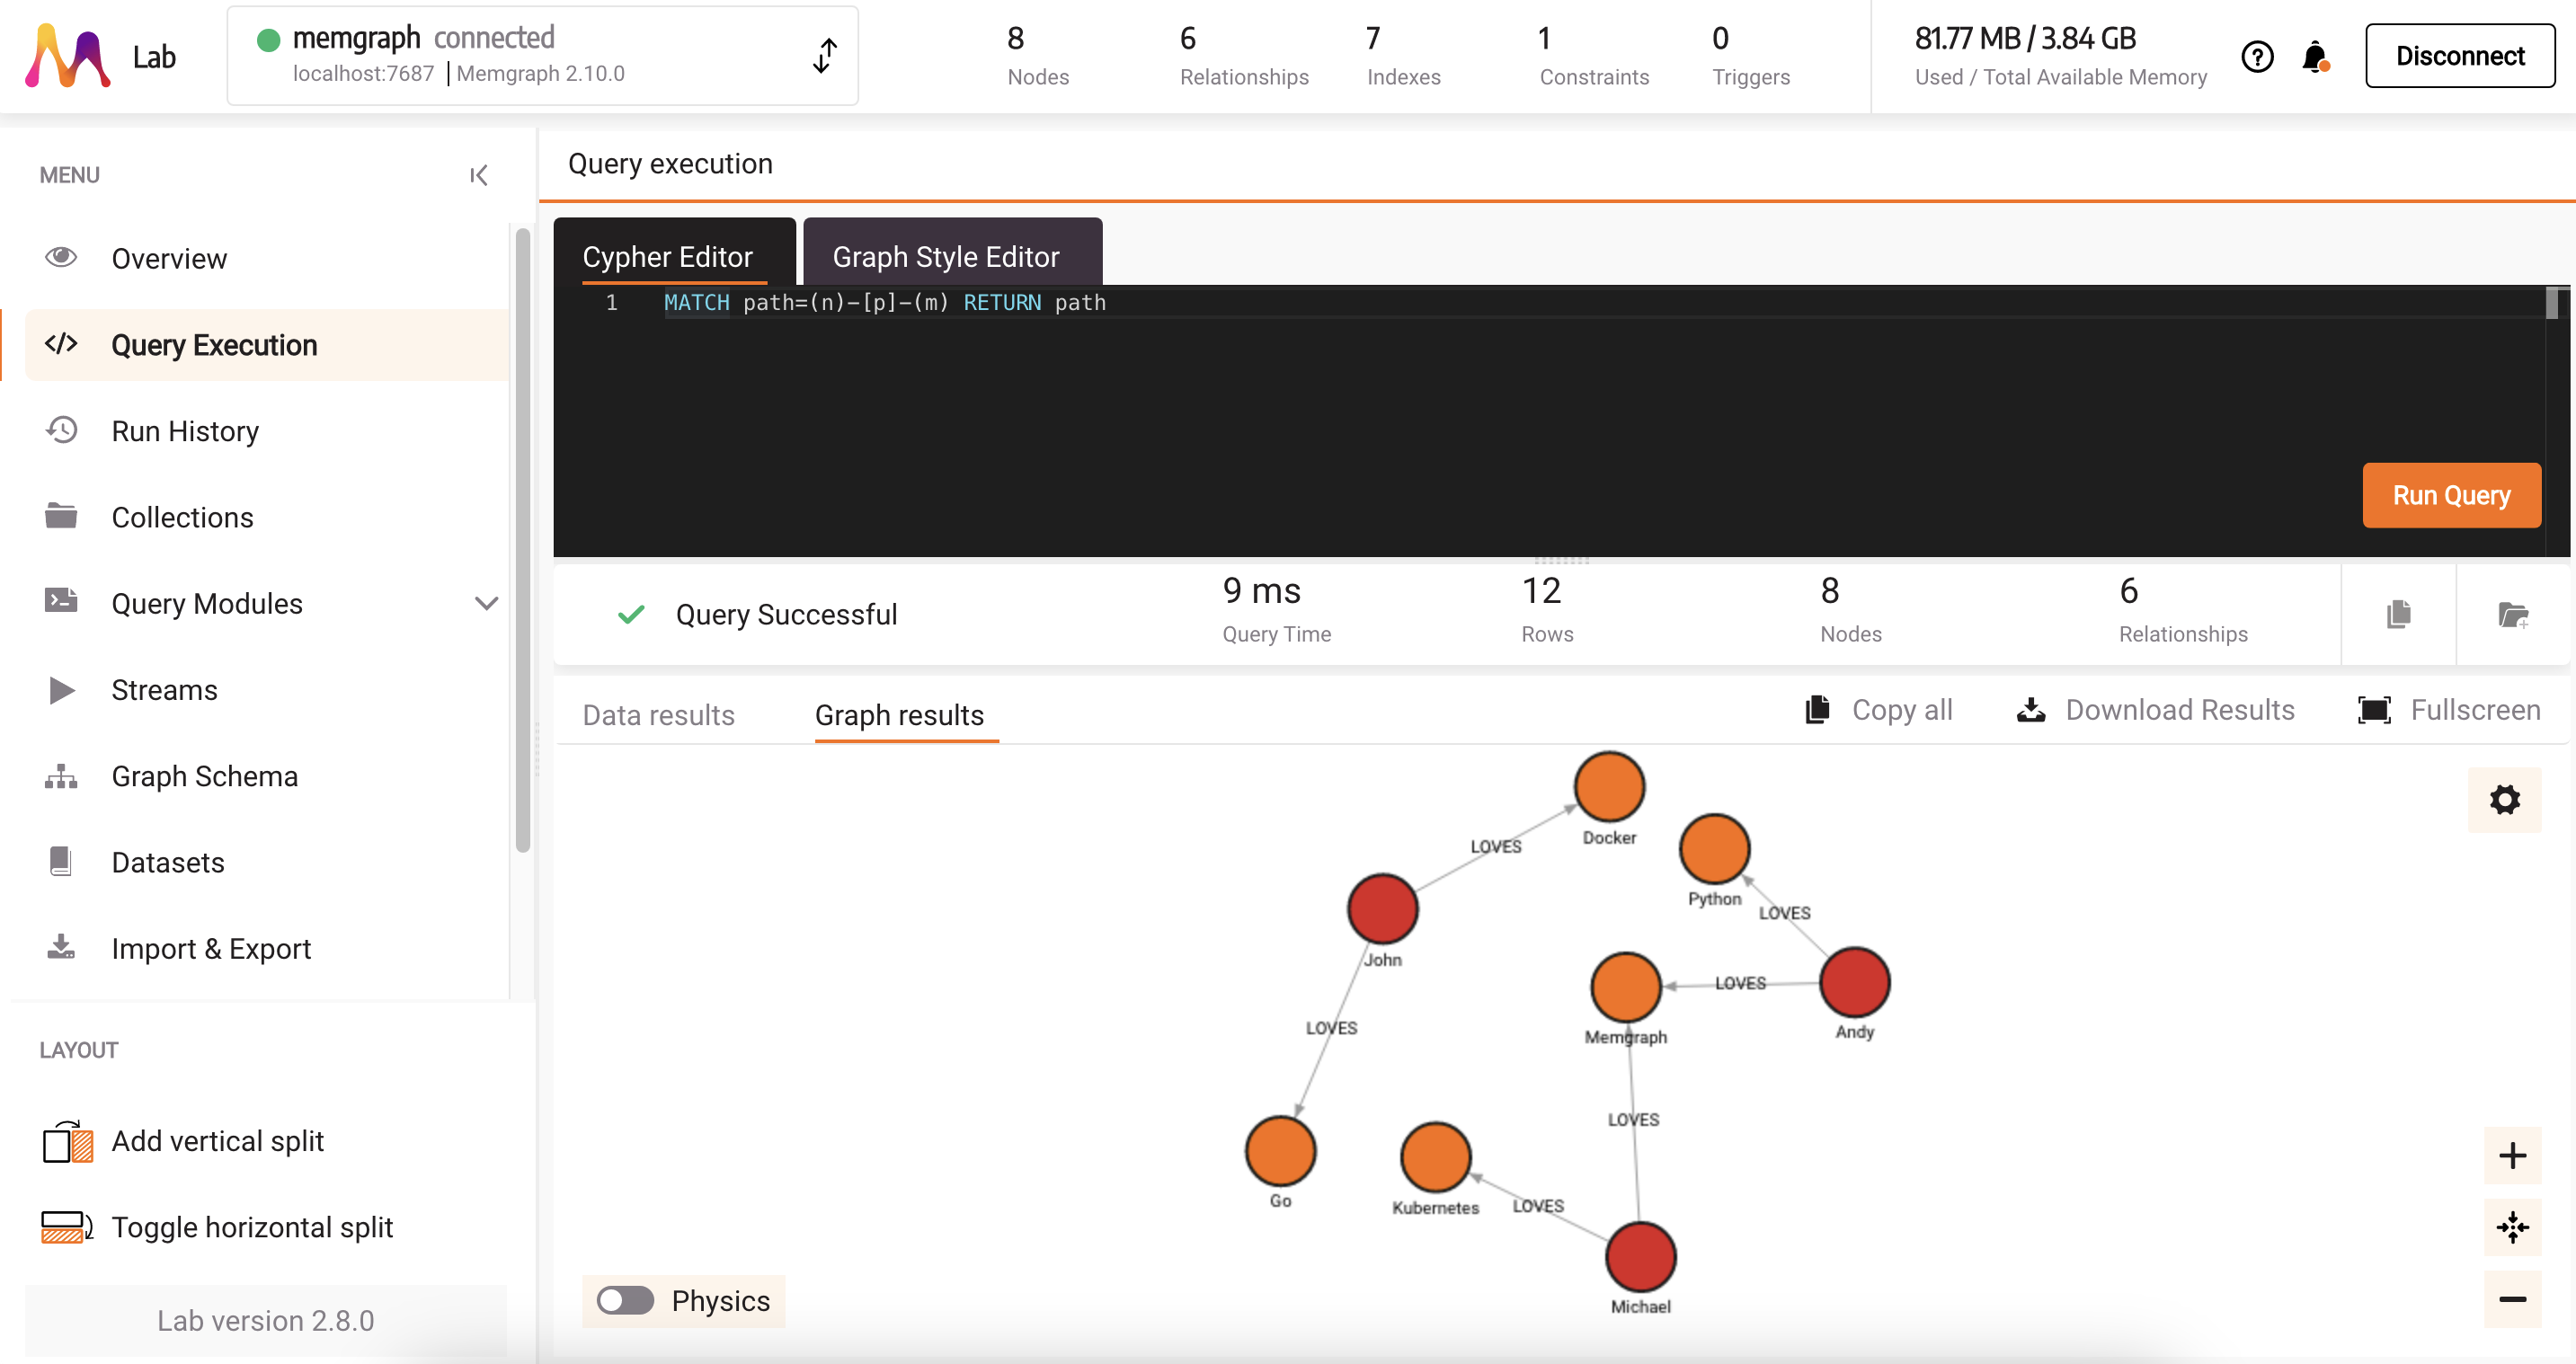 Lab
memgraph connected
localhost:7687 | Memgraph 2.10.0
8
Nodes
6
Relationships
7
Indexes
1
Constraints
0
Triggers
81.77 MB / 3.84 GB
Used / Total Available Memory
Disconnect
MENU
Overview
Query Execution
Run History
Collections
Query Modules
Streams
Graph Schema
Datasets
Import & Export
LAYOUT
Add vertical split
Toggle horizontal split
Lab version 2.8.0
Query execution
Cypher Editor
Graph Style Editor
1 MATCH path=(n)-[p]-(m) RETURN path
Run Query
Query Successful
9 ms
Query Time
12
Rows
8
Nodes
6
Relationships
Data results
Graph results
Copy all
Download Results
Fullscreen
Docker
LOVES
Python
LOVES
John
LOVES
Memgraph
Andy
LOVES
LOVES
Go
Kubernetes
LOVES
Michael
Physics